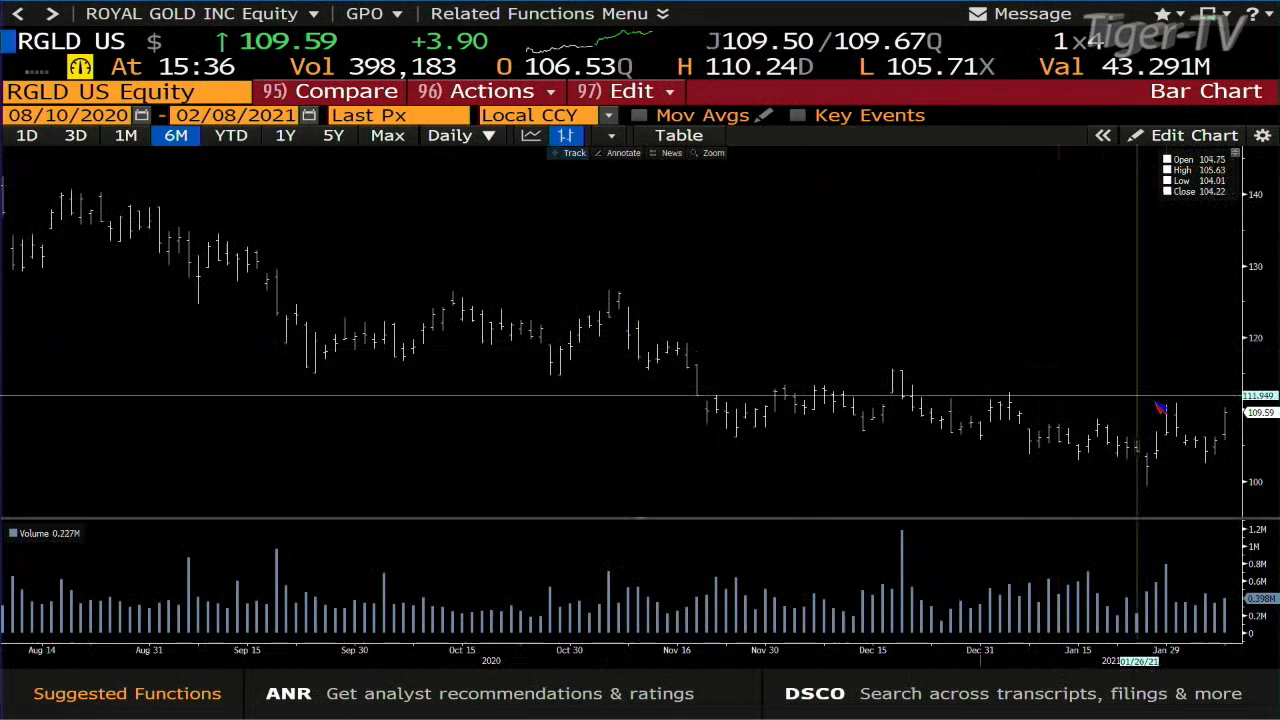 < > ROYAL GOLD INC Equity ▼ | GPO ▼ | Related Functions Menu Message ?
RGLD US $ ↑ 109.59 +3.90 J109.50 /109.67Q 1 x4 Tiger-TV
At 15:36 Vol 398,183 O 106.53Q H 110.24D L 105.71X Val 43.291M
RGLD US Equity 95) Compare 96) Actions 97) Edit Bar Chart
08/10/2020 - 02/08/2021 Last Px Local CCY Mov Avgs Key Events
1D 3D 1M 6M YTD 1Y 5Y Max Daily ▼ Table « Edit Chart
Track Annotate News Zoom
Open 104.75
High 105.63
Low 104.01
Close 104.22
140
130
120
111.949
109.59
100
Volume 0.227M
1.2M
1M
0.8M
0.6M
0.398M
0.2M
0
Aug 14 Aug 31 Sep 15 Sep 30 Oct 15 Oct 30 Nov 16 Nov 30 Dec 15 Dec 31 Jan 15 Jan 29
2020 2021 01/26/21
Suggested Functions ANR Get analyst recommendations & ratings DSCO Search across transcripts, filings & more